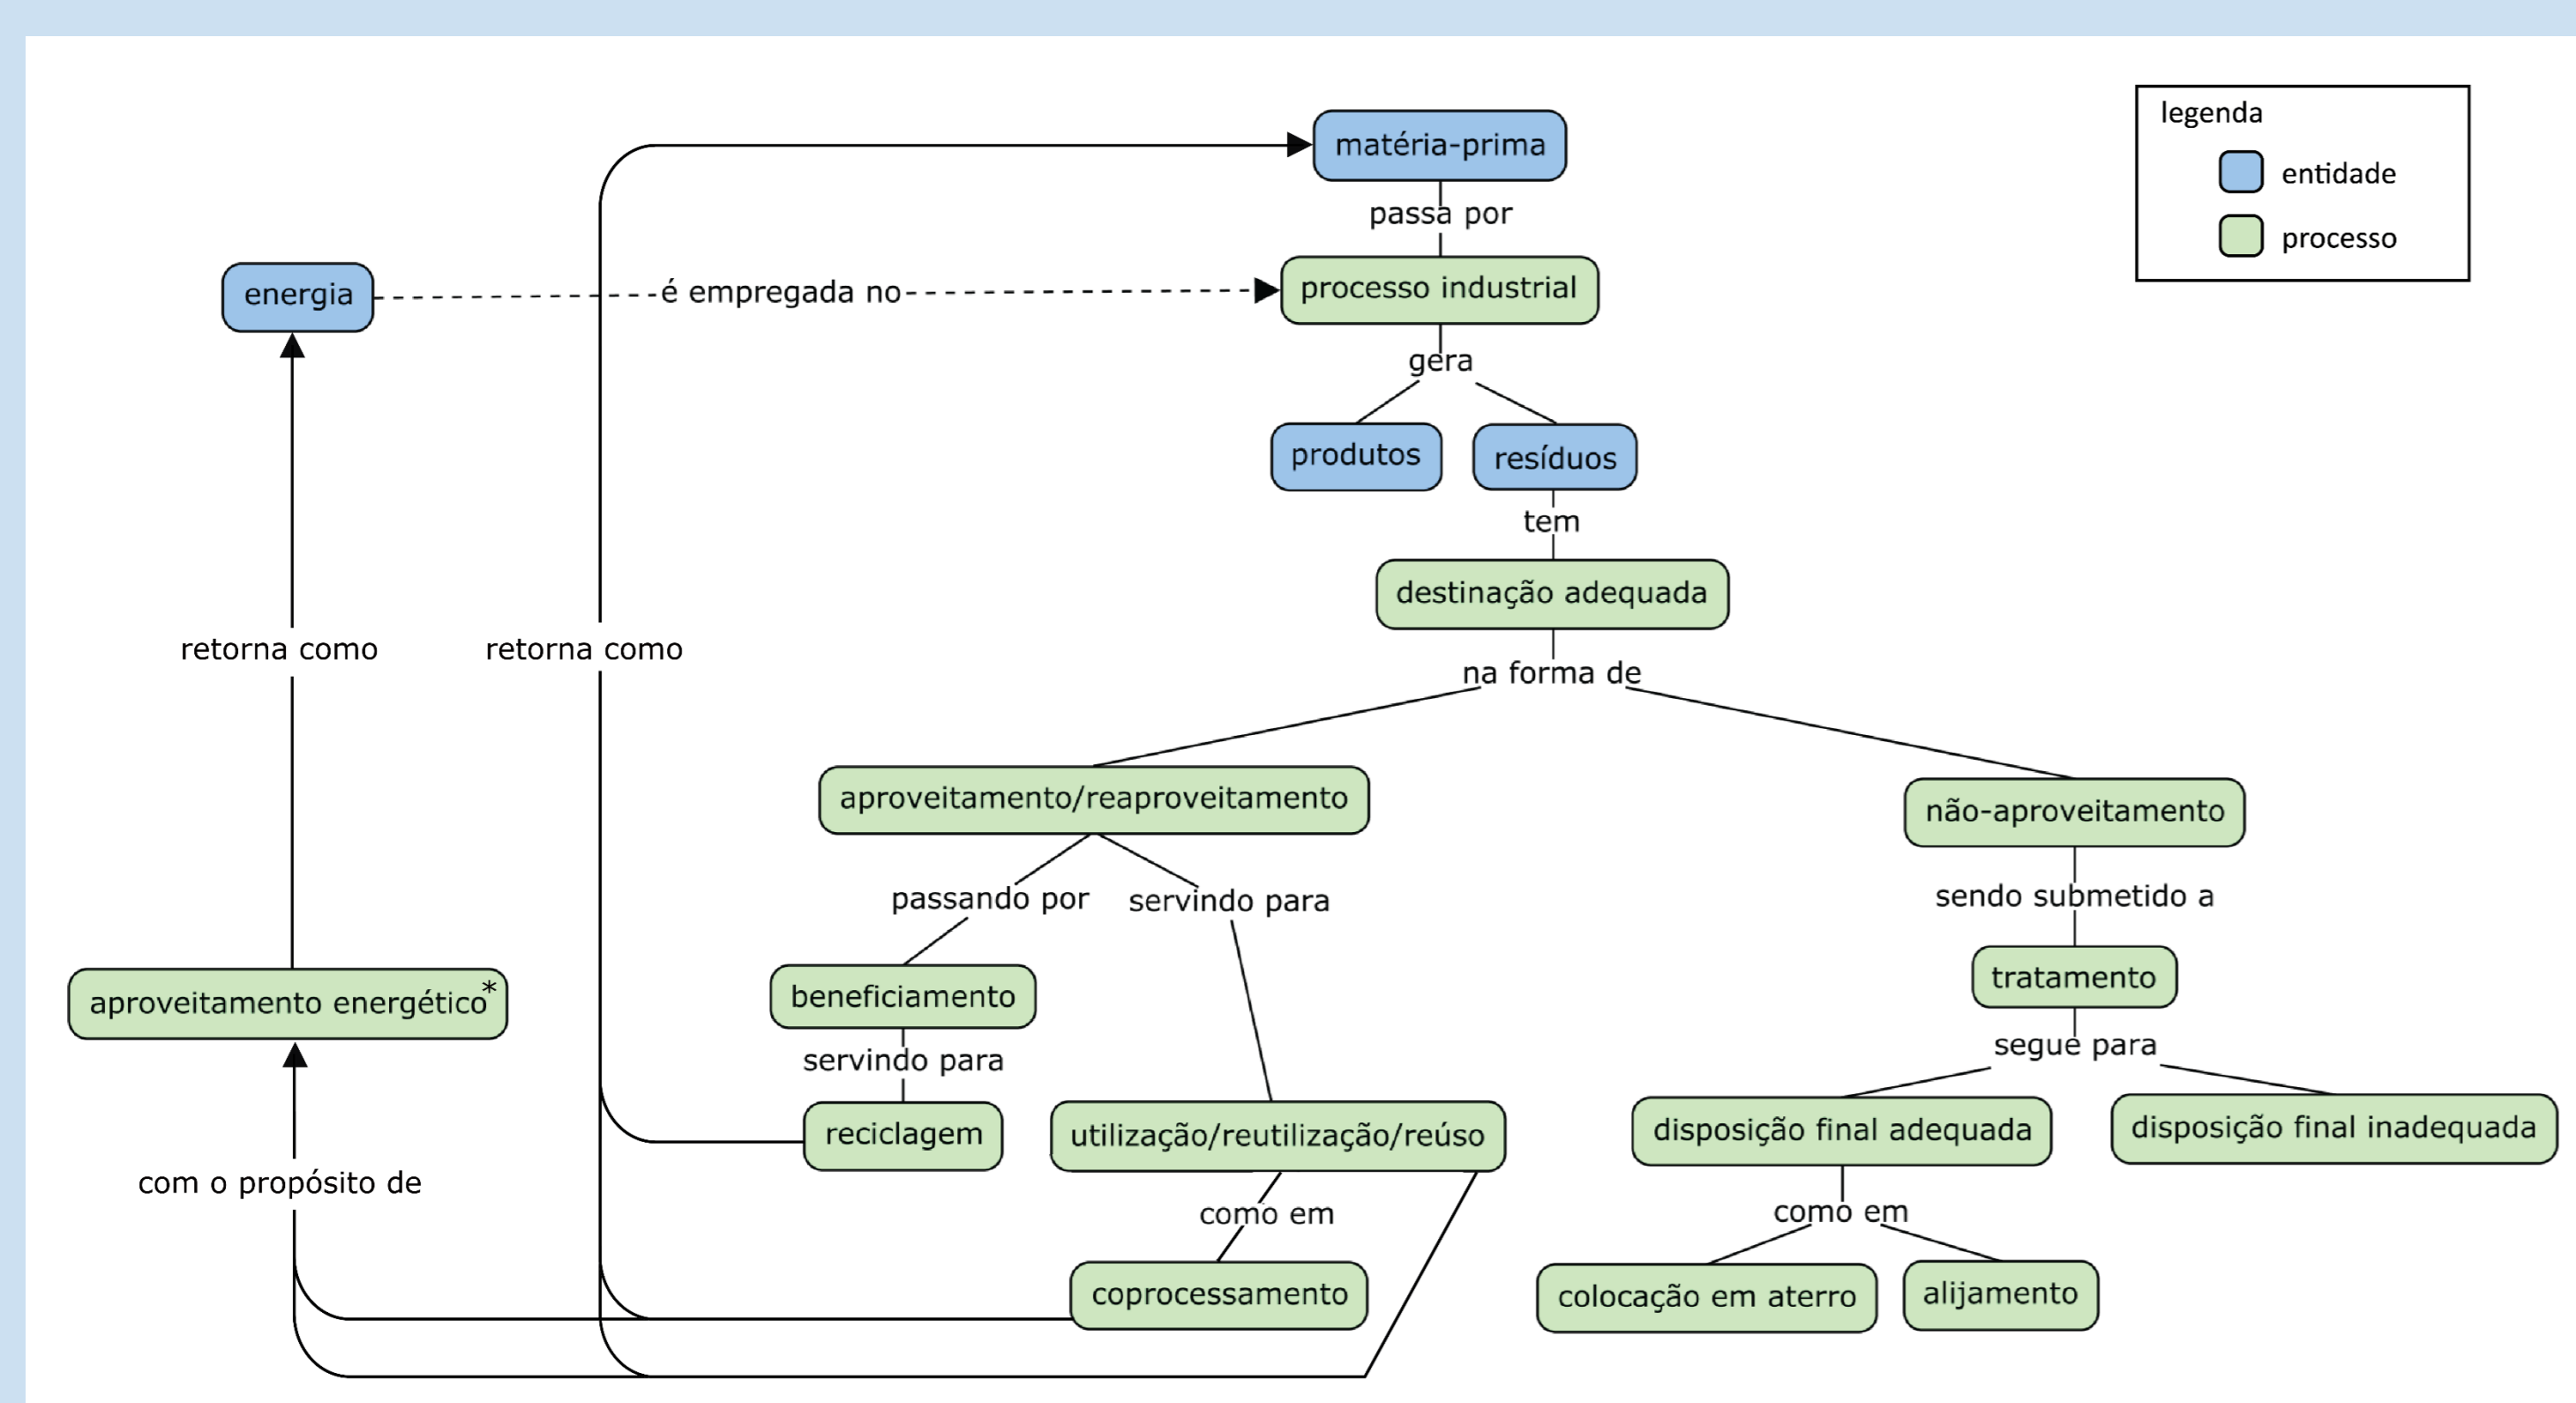 legenda
entidade
processo
matéria-prima
passa por
energia
é empregada no
processo industrial
gera
produtos
resíduos
tem
destinação adequada
retorna como
retorna como
na forma de
aproveitamento/reaproveitamento
não-aproveitamento
passando por
servindo para
sendo submetido a
aproveitamento energético*
beneficiamento
tratamento
servindo para
segue para
reciclagem
utilização/reutilização/reúso
disposição final adequada
disposição final inadequada
com o propósito de
como em
como em
coprocessamento
colocação em aterro
alijamento